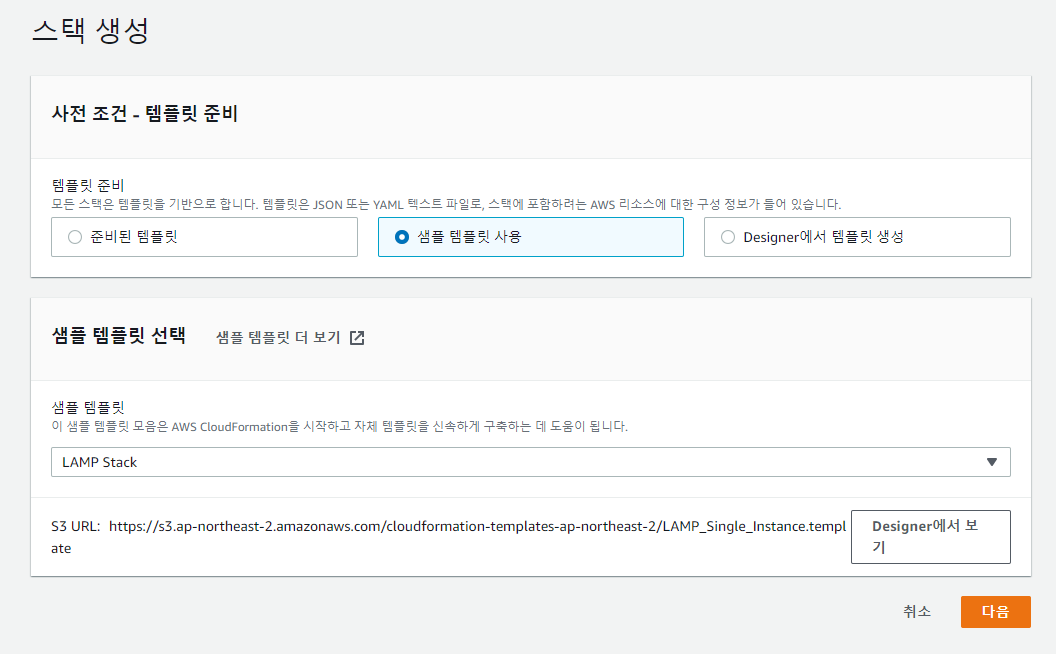 스택 생성
사전 조건 - 템플릿 준비
템플릿 준비
모든 스택은 템플릿을 기반으로 합니다. 템플릿은 JSON 또는 YAML 텍스트 파일로, 스택에 포함하려는 AWS 리소스에 대한 구성 정보가 들어 있습니다.
준비된 템플릿
샘플 템플릿 사용
Designer에서 템플릿 생성
샘플 템플릿 선택
샘플 템플릿 더 보기
샘플 템플릿
이 샘플 템플릿 모음은 AWS CloudFormation을 시작하고 자체 템플릿을 신속하게 구축하는 데 도움이 됩니다.
LAMP Stack
S3 URL: https://s3.ap-northeast-2.amazonaws.com/cloudformation-templates-ap-northeast-2/LAMP_Single_Instance.templ
ate
Designer에서 보
기
취소
다음